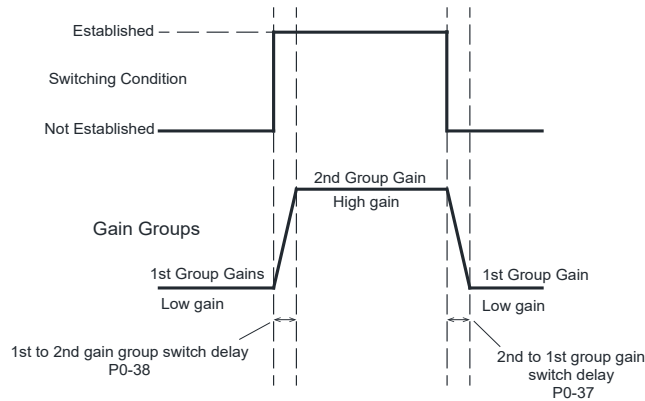 Established
Switching Condition
Not Established
2nd Group Gain
High gain
Gain Groups
1st Group Gains
1st Group Gain
Low gain
Low gain
1st to 2nd gain group switch delay
P0-38
2nd to 1st group gain
switch delay
P0-37